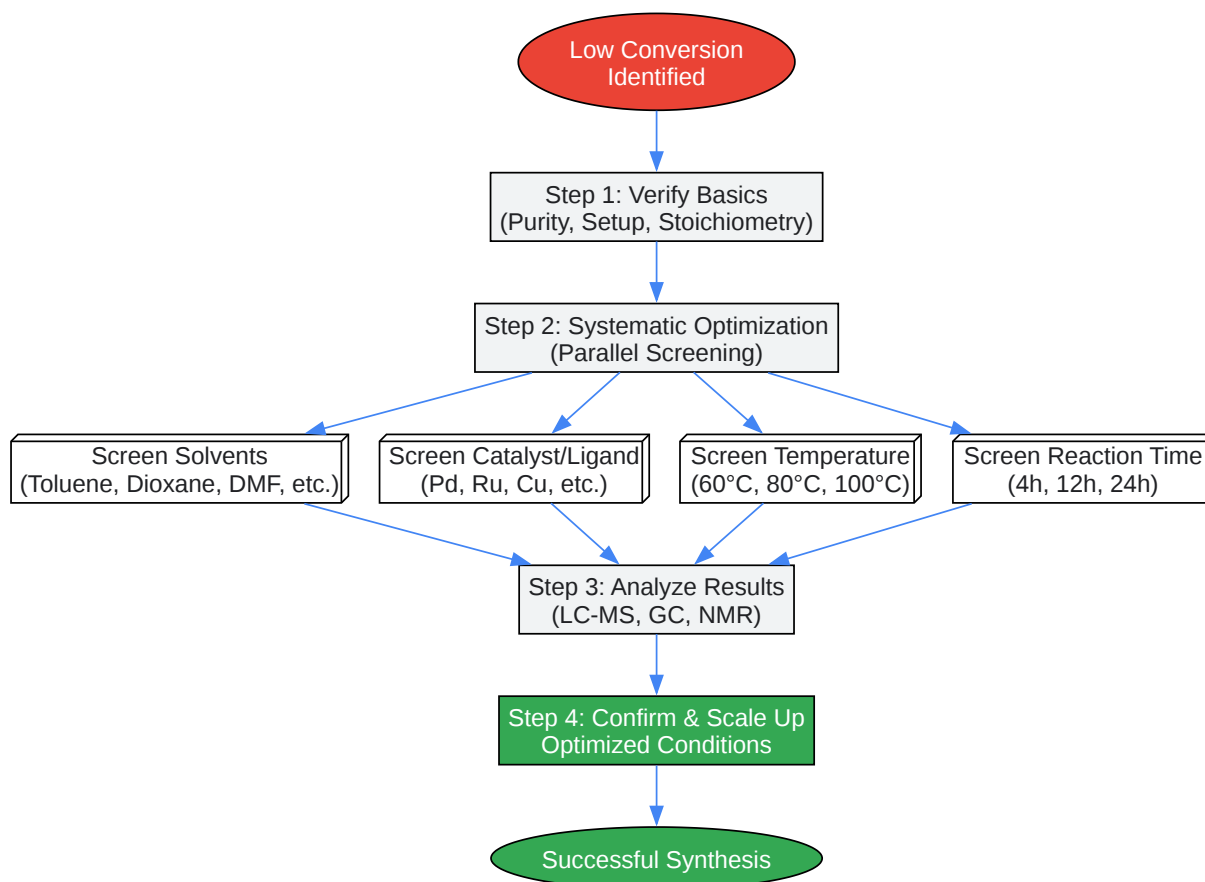 Low Conversion
Identified
Step 1: Verify Basics
(Purity, Setup, Stoichiometry)
Step 2: Systematic Optimization
(Parallel Screening)
Screen Solvents
(Toluene, Dioxane, DMF, etc.)
Screen Catalyst/Ligand
(Pd, Ru, Cu, etc.)
Screen Temperature
(60°C, 80°C, 100°C)
Screen Reaction Time
(4h, 12h, 24h)
Step 3: Analyze Results
(LC-MS, GC, NMR)
Step 4: Confirm & Scale Up
Optimized Conditions
Successful Synthesis